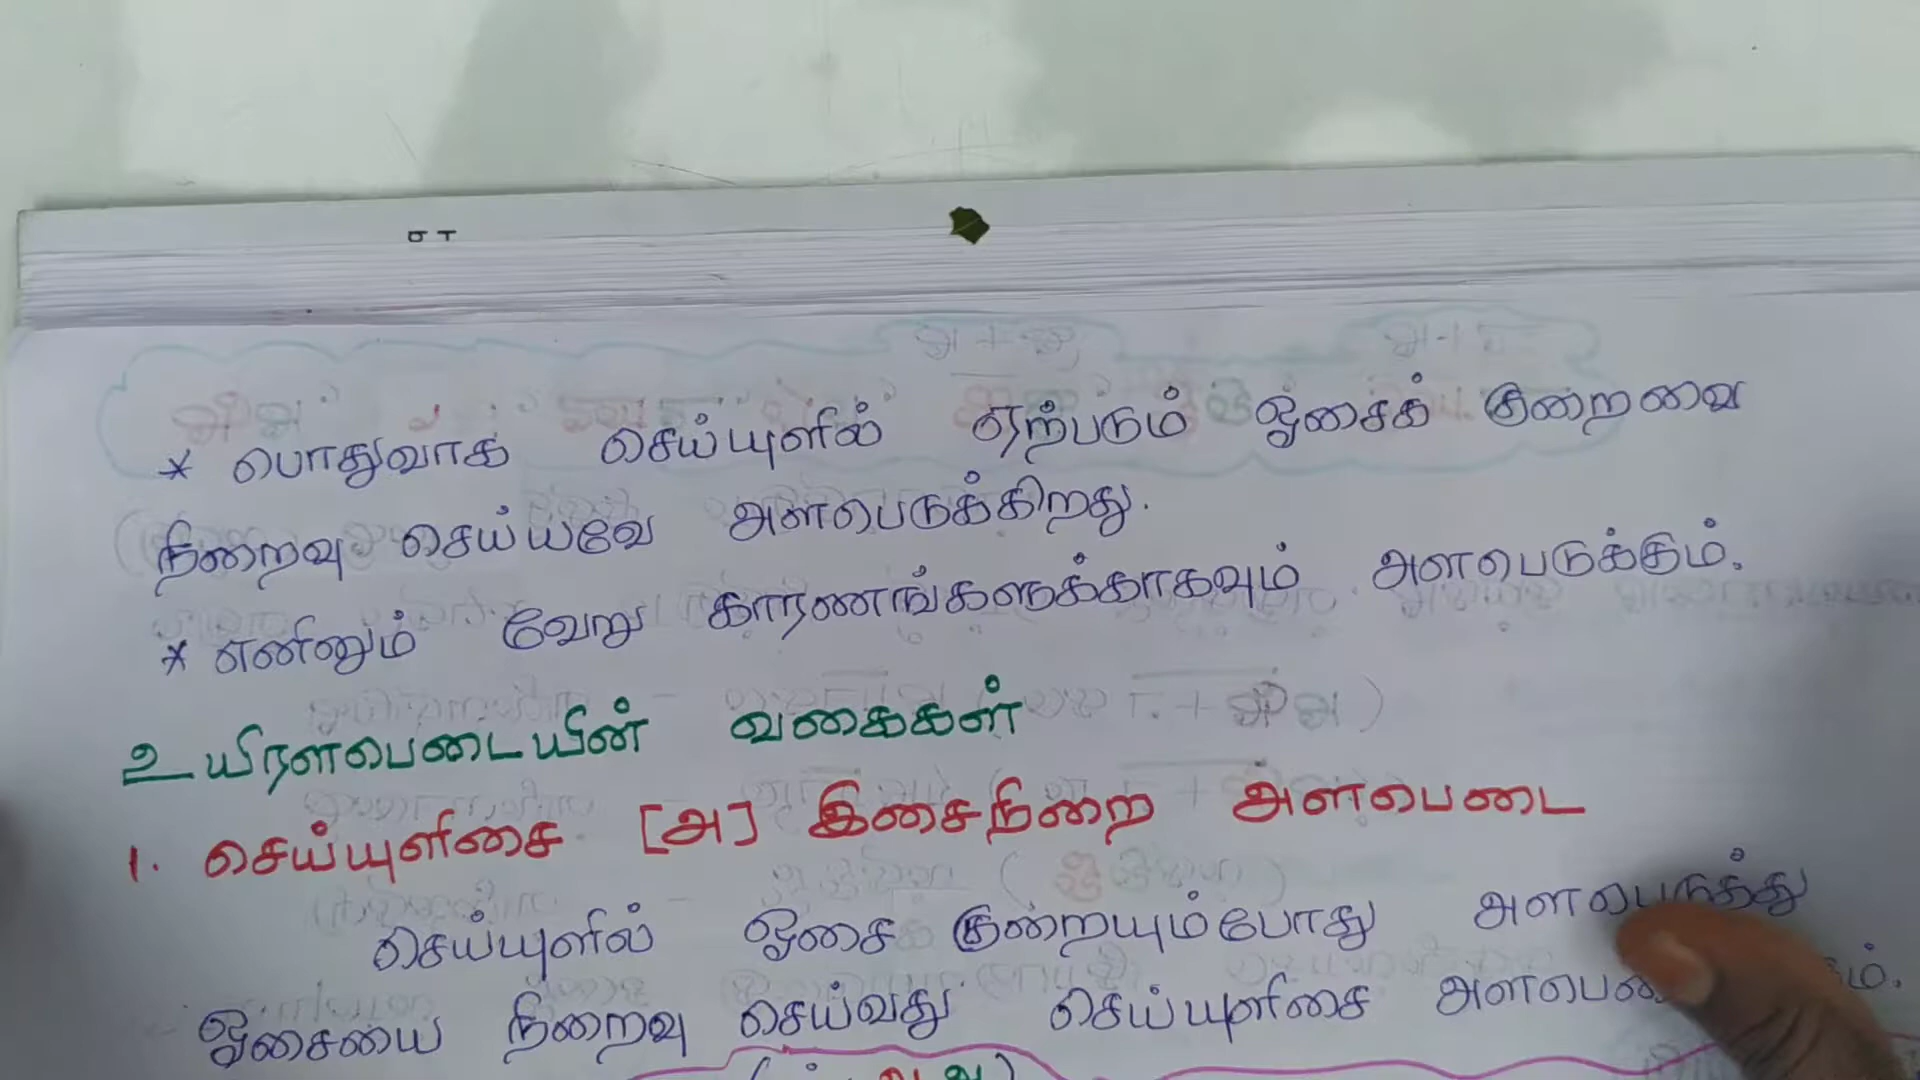 * பொதுவாக செய்யுளில் ஏற்படும் ஓசைக் குறைவை
நிறைவு செய்யவே அளபெடுக்கிறது.
* எனினும் வேறு காரணங்களுக்காகவும் அளபெடுக்கும்.
உயிரளபெடையின் வகைகள்
1. செய்யுளிசை [அ] இசைநிறை அளபெடை
செய்யுளில் ஓசை குறையும்போது அளபெடுத்து
ஓசையை நிறைவு செய்வது செய்யுளிசை